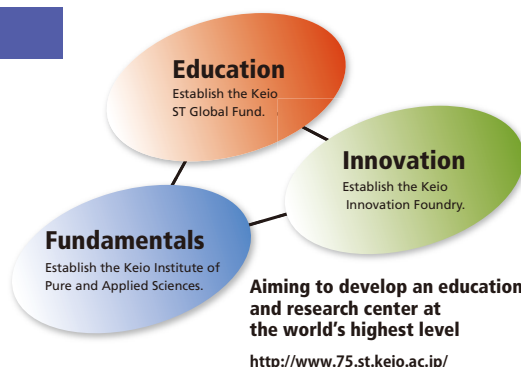 Education
Establish the Keio
ST Global Fund.
Innovation
Establish the Keio
Innovation Foundry.
Fundamentals
Establish the Keio Institute of
Pure and Applied Sciences.
Aiming to develop an education
and research center at
the world's highest level
http://www.75.st.keio.ac.jp/